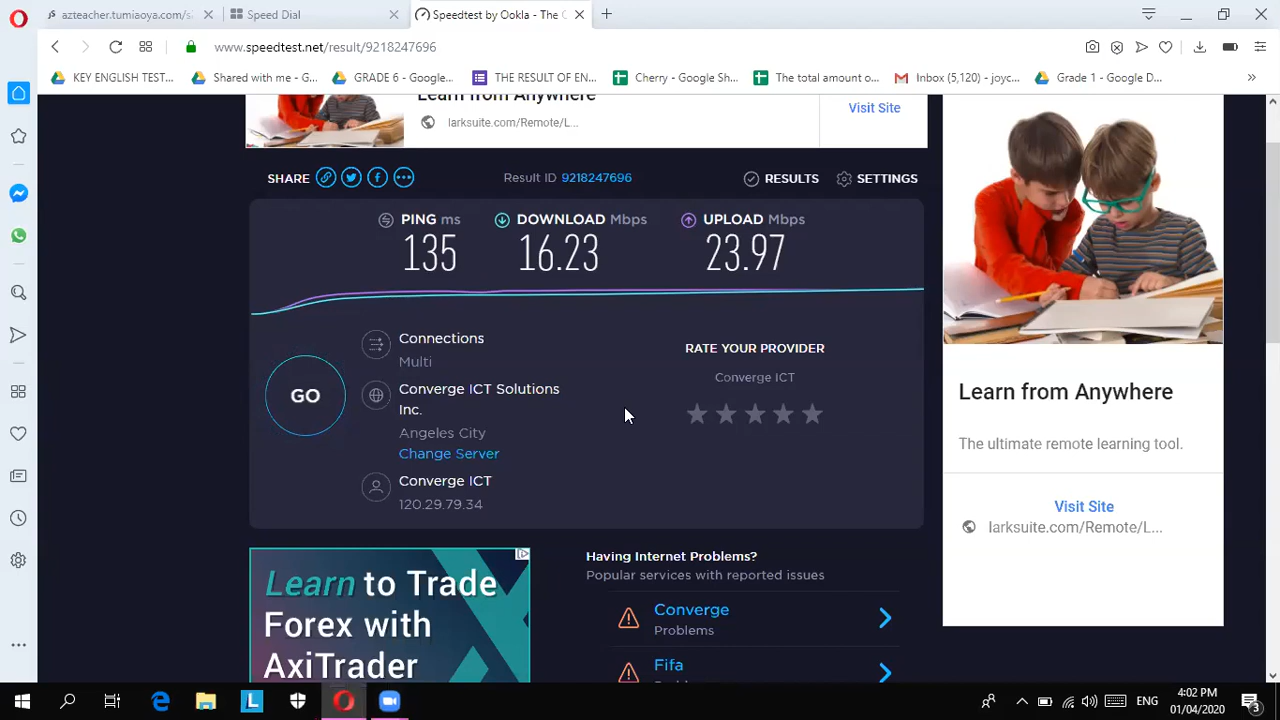 azteacher.tumiaoya.com/s
Speed Dial
Speedtest by Ookla - The
www.speedtest.net/result/9218247696
KEY ENGLISH TEST...
Shared with me - G...
GRADE 6 - Google...
THE RESULT OF EN...
Cherry - Google Sh...
The total amount o...
Inbox (5,120) - joyc...
Grade 1 - Google D...
Learn from Anywhere
larksuite.com/Remote/L...
Visit Site
SHARE
Result ID 9218247696
RESULTS
SETTINGS
PING ms
DOWNLOAD Mbps
UPLOAD Mbps
135
16.23
23.97
GO
Connections
Multi
Converge ICT Solutions
Inc.
Angeles City
Change Server
Converge ICT
120.29.79.34
RATE YOUR PROVIDER
Converge ICT
Learn from Anywhere
The ultimate remote learning tool.
Visit Site
larksuite.com/Remote/L...
Learn to Trade
Forex with
AxiTrader
Having Internet Problems?
Popular services with reported issues
Converge
Problems
Fifa
ENG
4:02 PM
01/04/2020
3